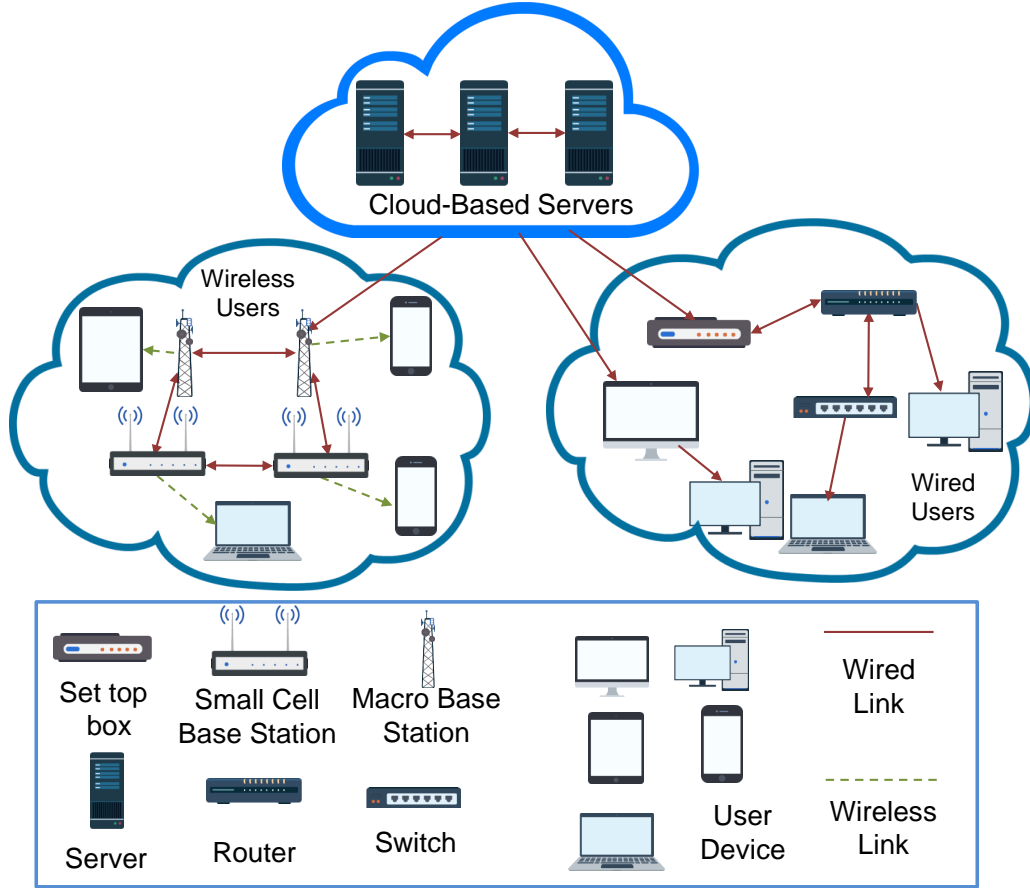 Cloud-Based Servers
Wireless
Users
Wired
Users
Set top
box
Small Cell
Base Station
Macro Base
Station
Wired
Link
Server
Router
Switch
User
Device
Wireless
Link